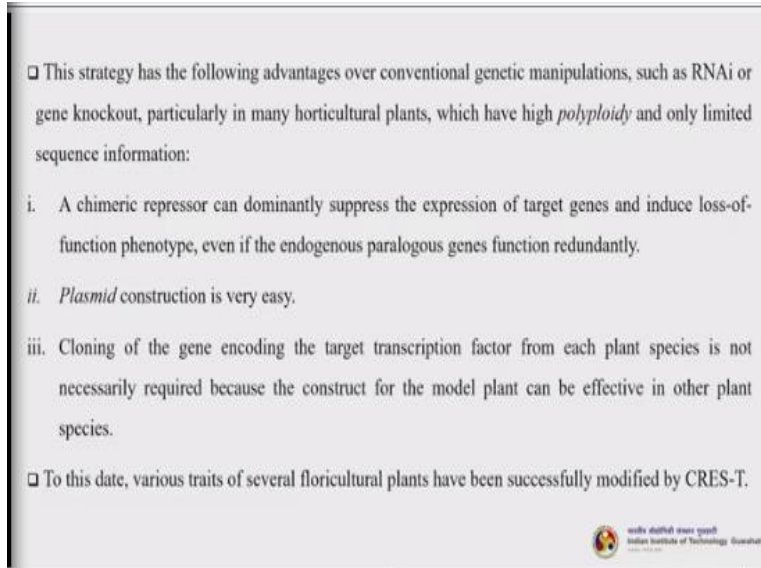 ❑ This strategy has the following advantages over conventional genetic manipulations, such as RNAi or
gene knockout, particularly in many horticultural plants, which have high polyploidy and only limited
sequence information:
i. A chimeric repressor can dominantly suppress the expression of target genes and induce loss-of-
function phenotype, even if the endogenous paralogous genes function redundantly.
ii. Plasmid construction is very easy.
iii. Cloning of the gene encoding the target transcription factor from each plant species is not
necessarily required because the construct for the model plant can be effective in other plant
species.
❑ To this date, various traits of several floricultural plants have been successfully modified by CRES-T.
Indian Institute of Technology Guwahati